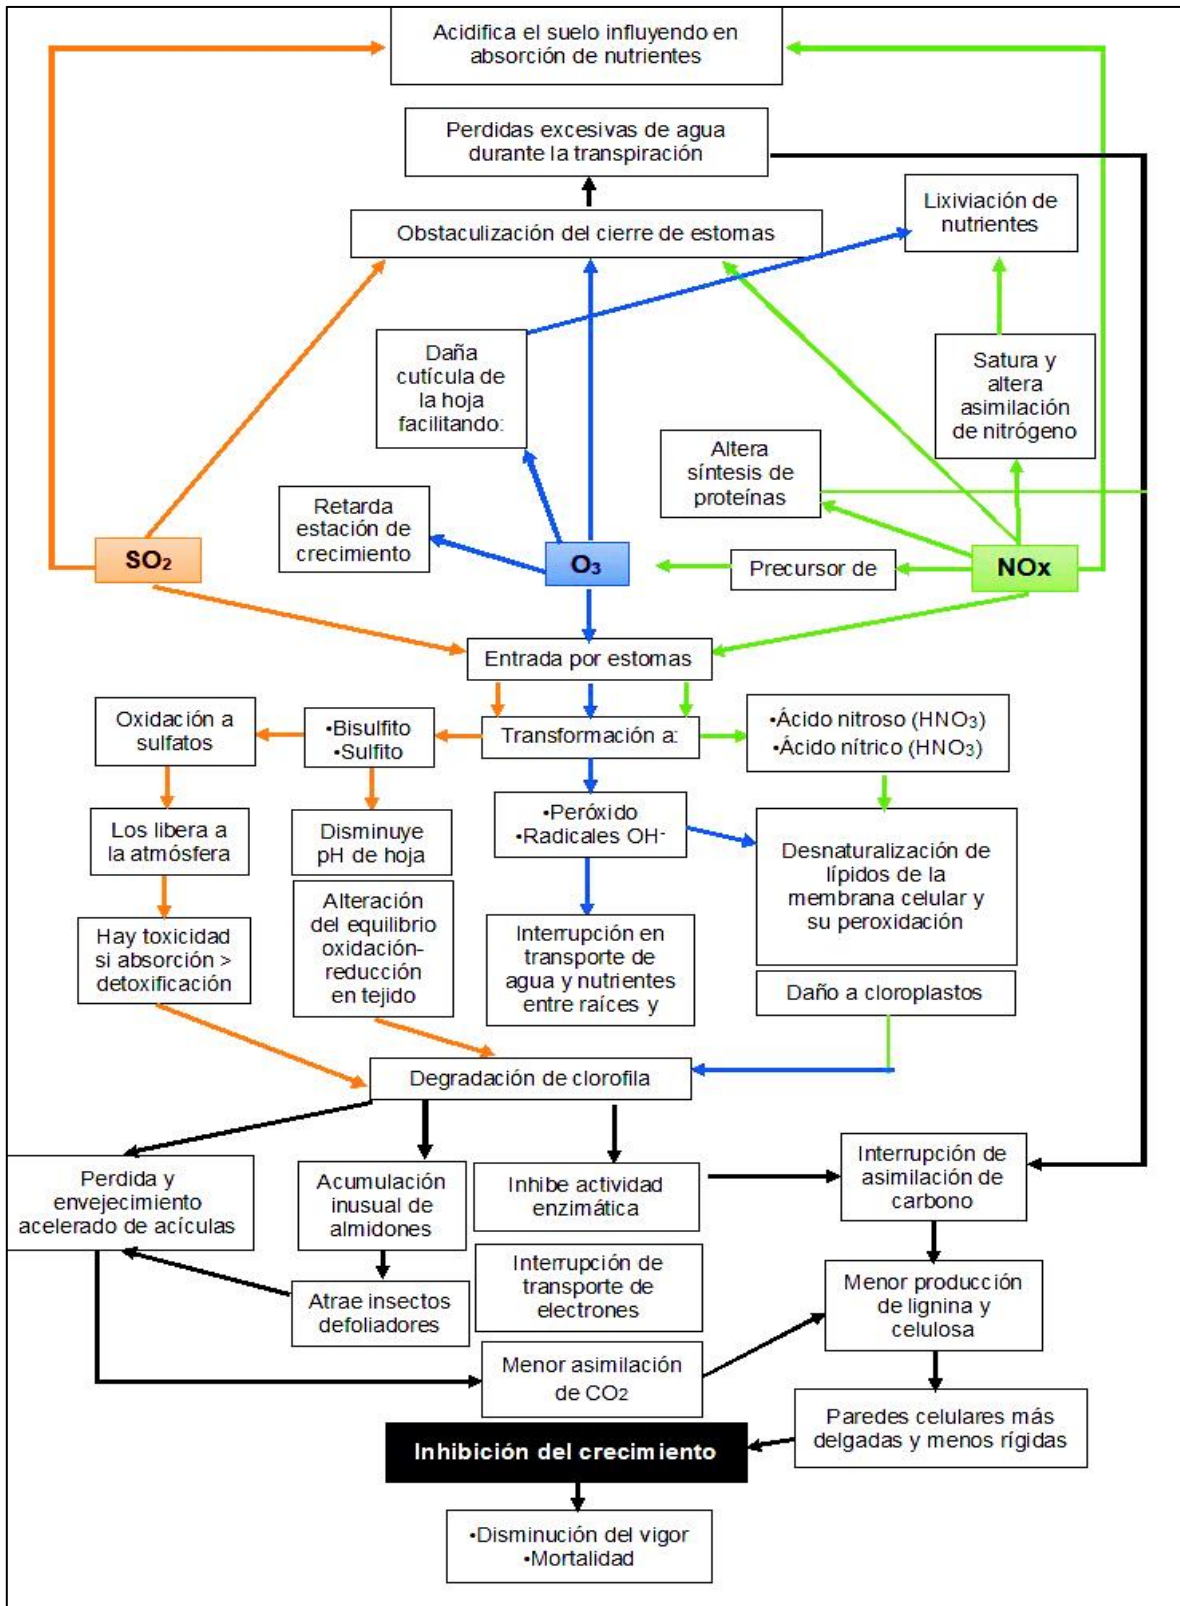 Acidifica el suelo influyendo en
absorción de nutrientes
Perdidas excesivas de agua
durante la transpiración
Lixiviación de
nutrientes
Obstaculización del cierre de estomas
Daña
cutícula de
la hoja
facilitando:
Satura y
altera
asimilación
de nitrógeno
Altera
síntesis de
proteínas
Retarda
estación de
crecimiento
SO2
O3
Precursor de
NOx
Entrada por estomas
Oxidación a
sulfatos
•Bisulfito
•Sulfito
Transformación a:
•Ácido nitroso (HNO3)
•Ácido nítrico (HNO3)
Los libera a
la atmósfera
Disminuye
pH de hoja
•Peróxido
•Radicales OH-
Desnaturalización de
lípidos de la
membrana celular y
su peroxidación
Hay toxicidad
si absorción >
detoxificación
Alteración
del equilibrio
oxidación-
reducción
en tejido
Interrupción en
transporte de
agua y nutrientes
entre raíces y
Daño a cloroplastos
Degradación de clorofila
Perdida y
envejecimiento
acelerado de acículas
Acumulación
inusual de
almidones
Inhibe actividad
enzimática
Interrupción de
asimilación de
carbono
Atrae insectos
defoliadores
Interrupción de
transporte de
electrones
Menor producción
de lignina y
celulosa
Menor asimilación
de CO2
Paredes celulares más
delgadas y menos rígidas
Inhibición del crecimiento
•Disminución del vigor
•Mortalidad